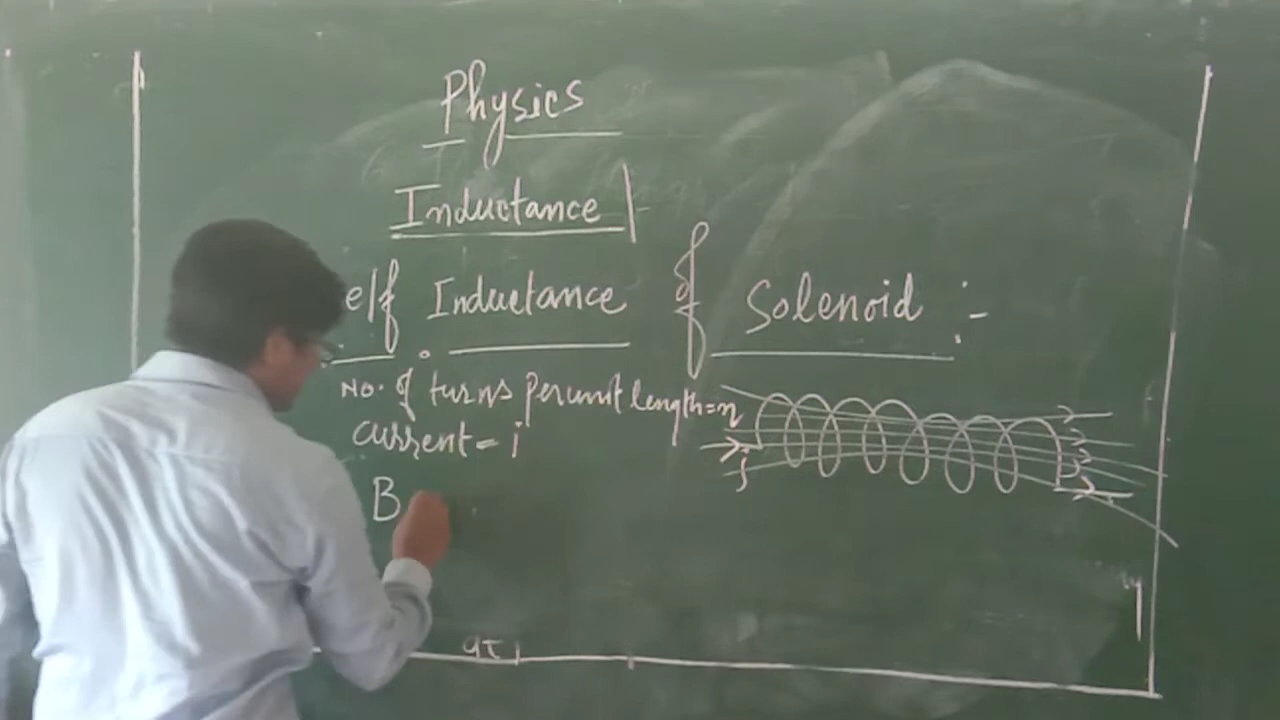 Physics
Inductance
elf Inductance of Solenoid :-
No. of turns per unit length = n
current = i
i
B